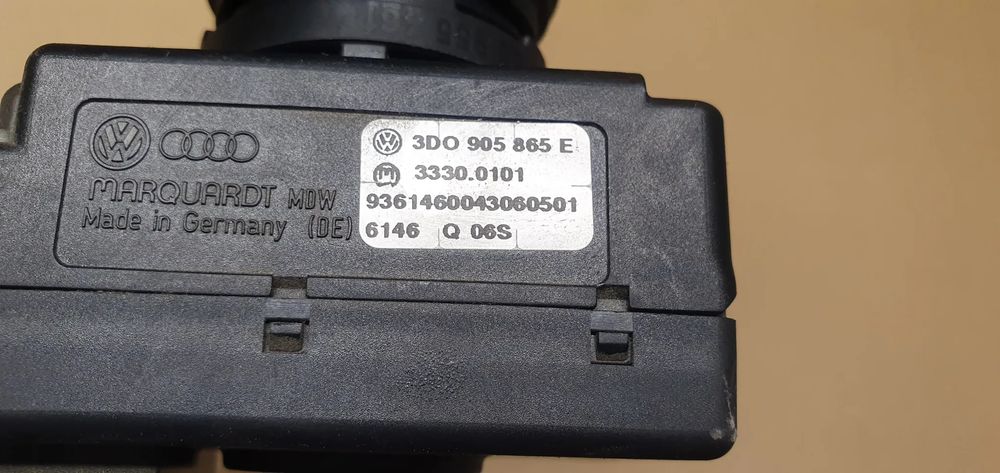 MARQUARDT MDW
Made in Germany (DE)
3D0 905 865 E
3330.0101
9361460043060501
6146 Q 06S